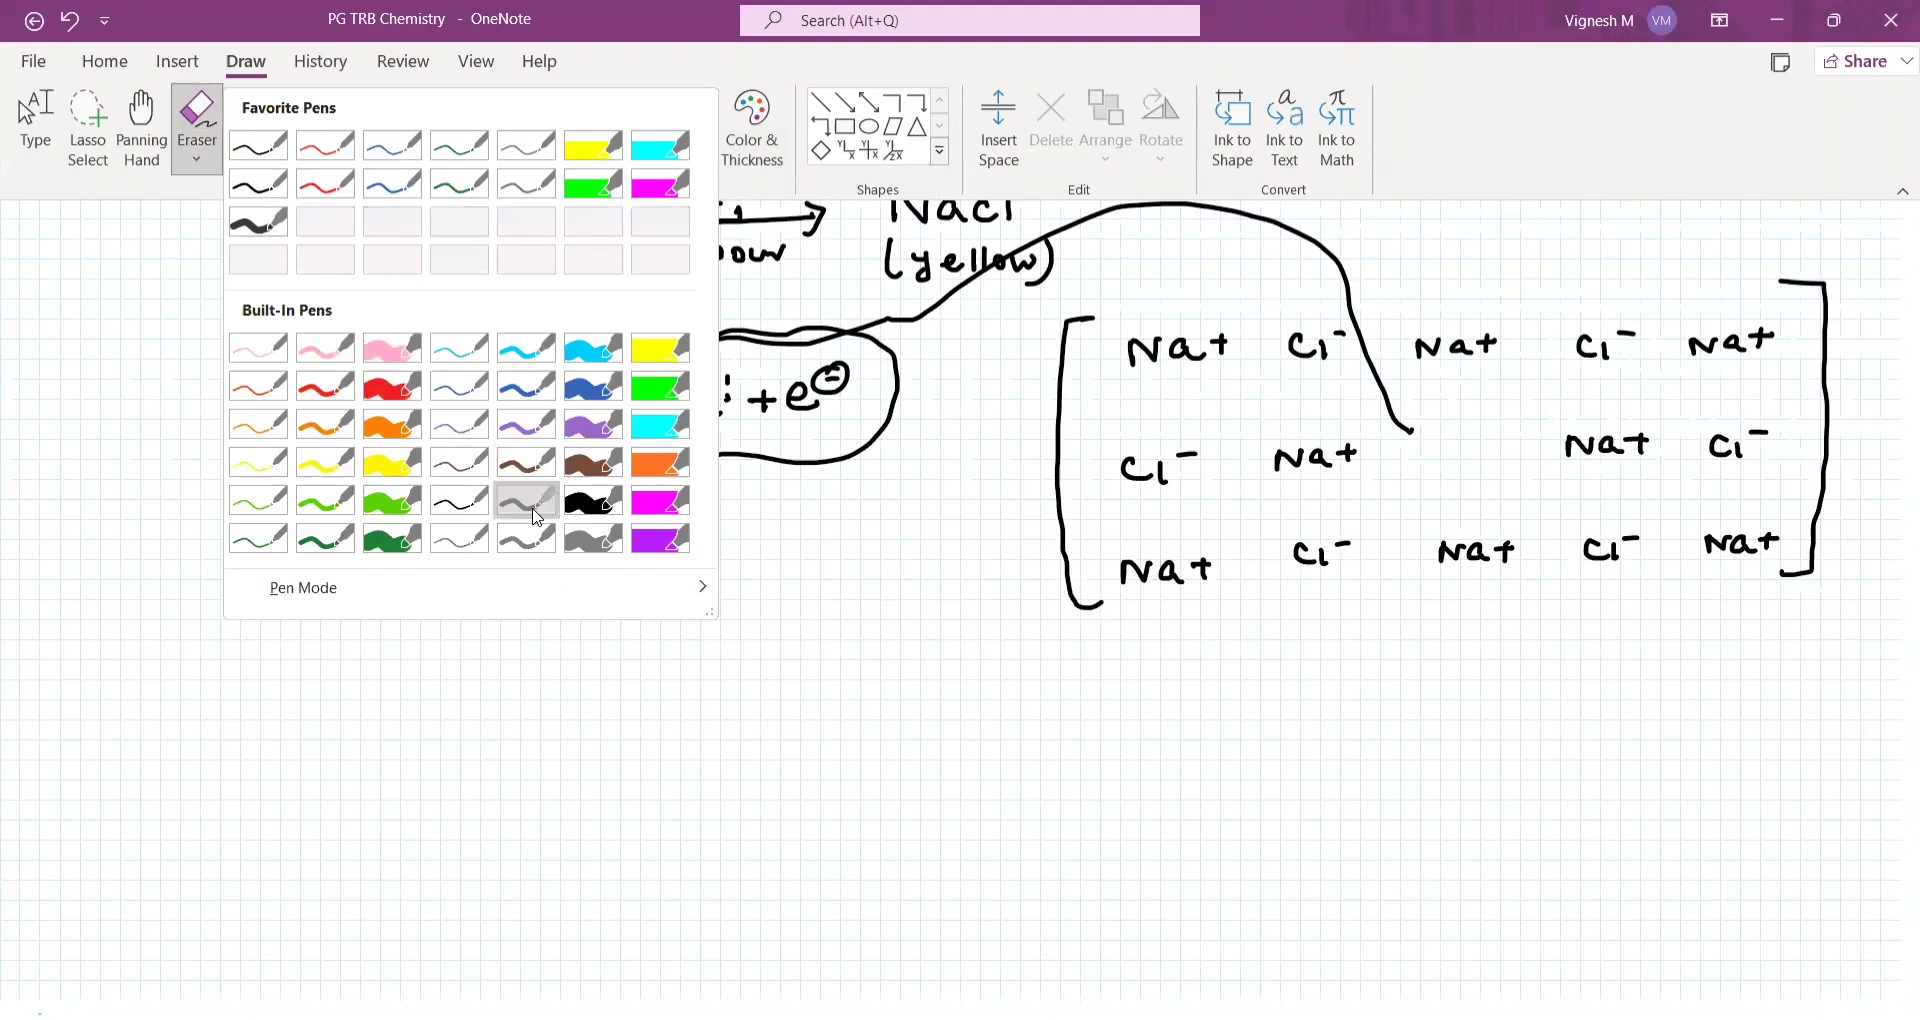 PG TRB Chemistry - OneNote
Search (Alt+Q)
Vignesh M VM
File Home Insert Draw History Review View Help
Share
Type
Lasso Select
Panning Hand
Eraser
Favorite Pens
Built-In Pens
Pen Mode
Color & Thickness
Shapes
Insert Space
Delete
Arrange
Rotate
Edit
Ink to Shape
Ink to Text
Ink to Math
Convert
NaCl
(yellow)
+ e⊖
Na+ Cl⁻ Na+ Cl⁻ Na+
Cl⁻ Na+ Na+ Cl⁻
Na+ Cl⁻ Na+ Cl⁻ Na+